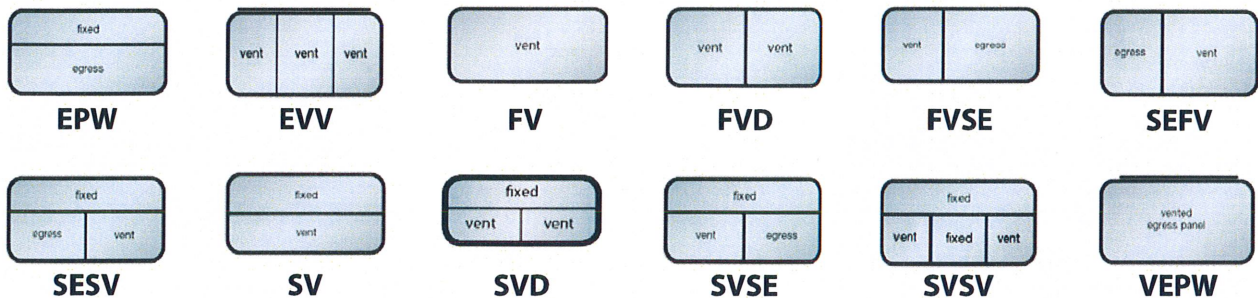 fixed
egress
EPW
vent vent vent
EVV
vent
FV
vent vent
FVD
vent egress
FVSE
egress vent
SEFV
fixed
egress vent
SESV
fixed
vent
SV
fixed
vent vent
SVD
fixed
vent egress
SVSE
fixed
vent fixed vent
SVSV
vented
egress panel
VEPW